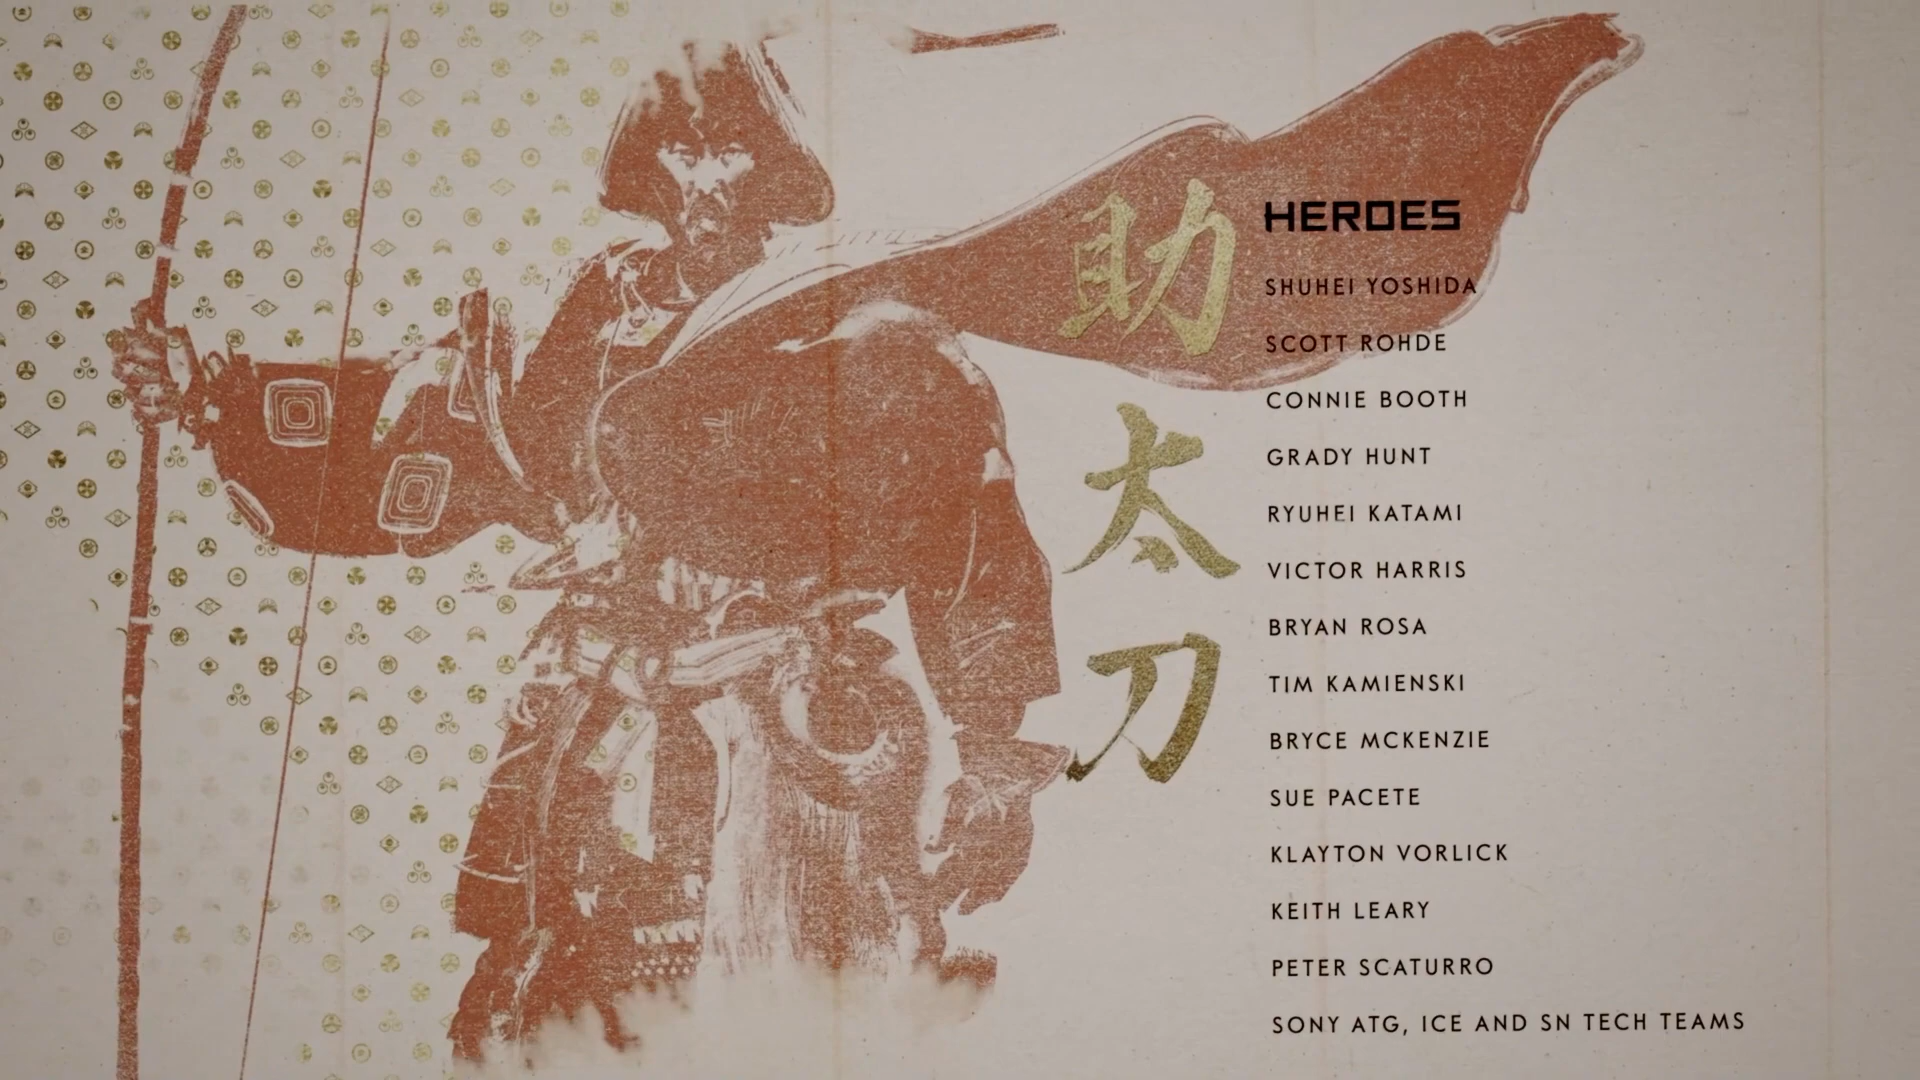 助太刀
HEROES
SHUHEI YOSHIDA
SCOTT ROHDE
CONNIE BOOTH
GRADY HUNT
RYUHEI KATAMI
VICTOR HARRIS
BRYAN ROSA
TIM KAMIENSKI
BRYCE MCKENZIE
SUE PACETE
KLAYTON VORLICK
KEITH LEARY
PETER SCATURRO
SONY ATG, ICE AND SN TECH TEAMS